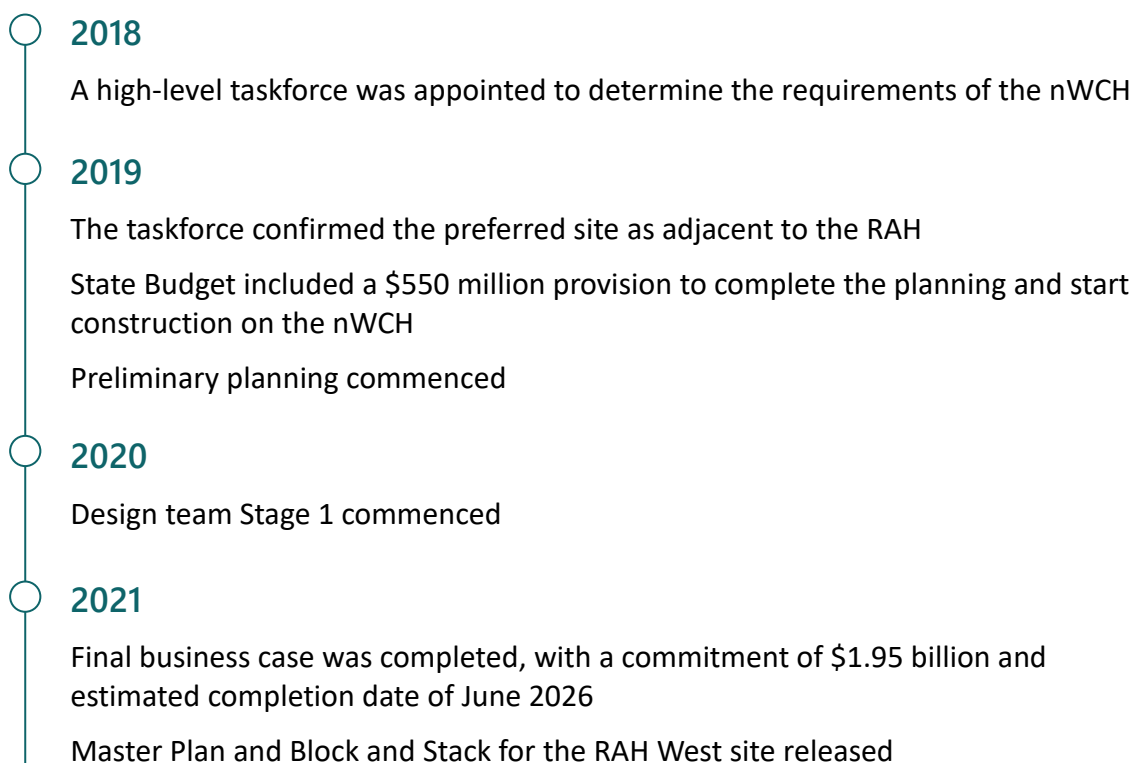 2018
A high-level taskforce was appointed to determine the requirements of the nWCH
2019
The taskforce confirmed the preferred site as adjacent to the RAH
State Budget included a $550 million provision to complete the planning and start
construction on the nWCH
Preliminary planning commenced
2020
Design team Stage 1 commenced
2021
Final business case was completed, with a commitment of $1.95 billion and
estimated completion date of June 2026
Master Plan and Block and Stack for the RAH West site released